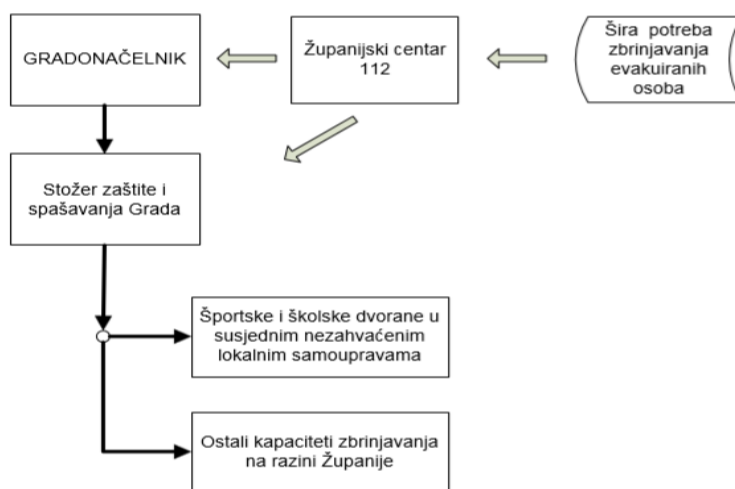 GRADONAČELNIK
Županijski centar
112
Šira potreba
zbrinjavanja
evakuiranih
osoba
Stožer zaštite i
spašavanja Grada
Športske i školske dvorane u
susjednim nezahvaćenim
lokalnim samoupravama
Ostali kapaciteti zbrinjavanja
na razini Županije